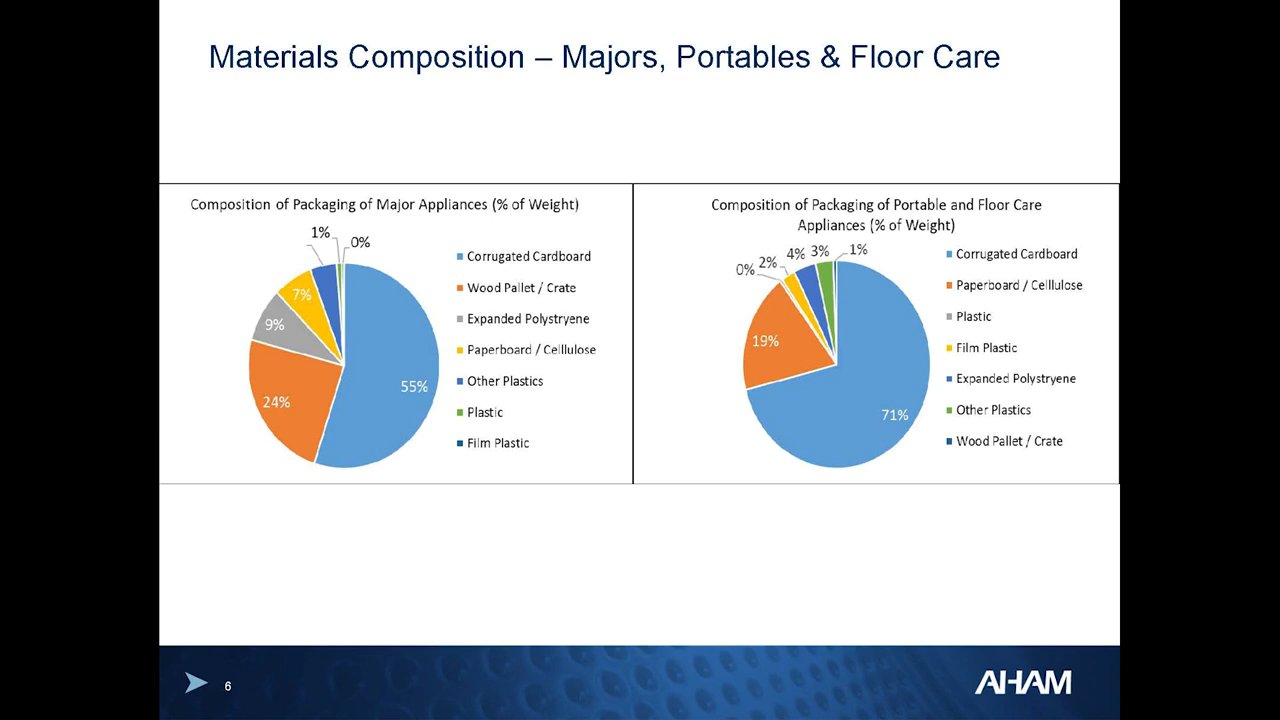 Materials Composition – Majors, Portables & Floor Care
Composition of Packaging of Major Appliances (% of Weight)
1%
0%
7%
9%
24%
55%
Corrugated Cardboard
Wood Pallet / Crate
Expanded Polystryene
Paperboard / Celllulose
Other Plastics
Plastic
Film Plastic
Composition of Packaging of Portable and Floor Care
Appliances (% of Weight)
0%
2%
4%
3%
1%
19%
71%
Corrugated Cardboard
Paperboard / Celllulose
Plastic
Film Plastic
Expanded Polystryene
Other Plastics
Wood Pallet / Crate
6
AHAM